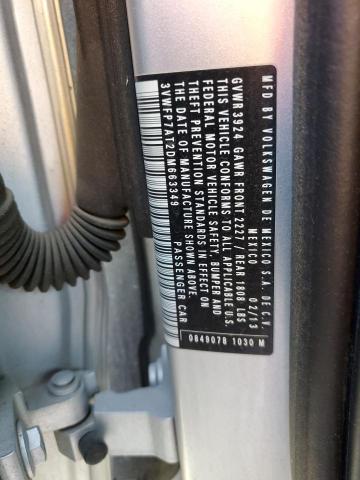 MFD BY VOLKSWAGEN DE MEXICO S.A. DE C.V.
MEXICO 02/13
GVWR 3924 GAWR FRONT 2227 / REAR 1808 LBS
THIS VEHICLE CONFORMS TO ALL APPLICABLE
FEDERAL MOTOR VEHICLE SAFETY, BUMPER AND
THEFT PREVENTION STANDARDS IN EFFECT ON
THE DATE OF MANUFACTURE SHOWN ABOVE.
3VWFP7AT2DM663349 PASSENGER CAR
0849078 1030 M